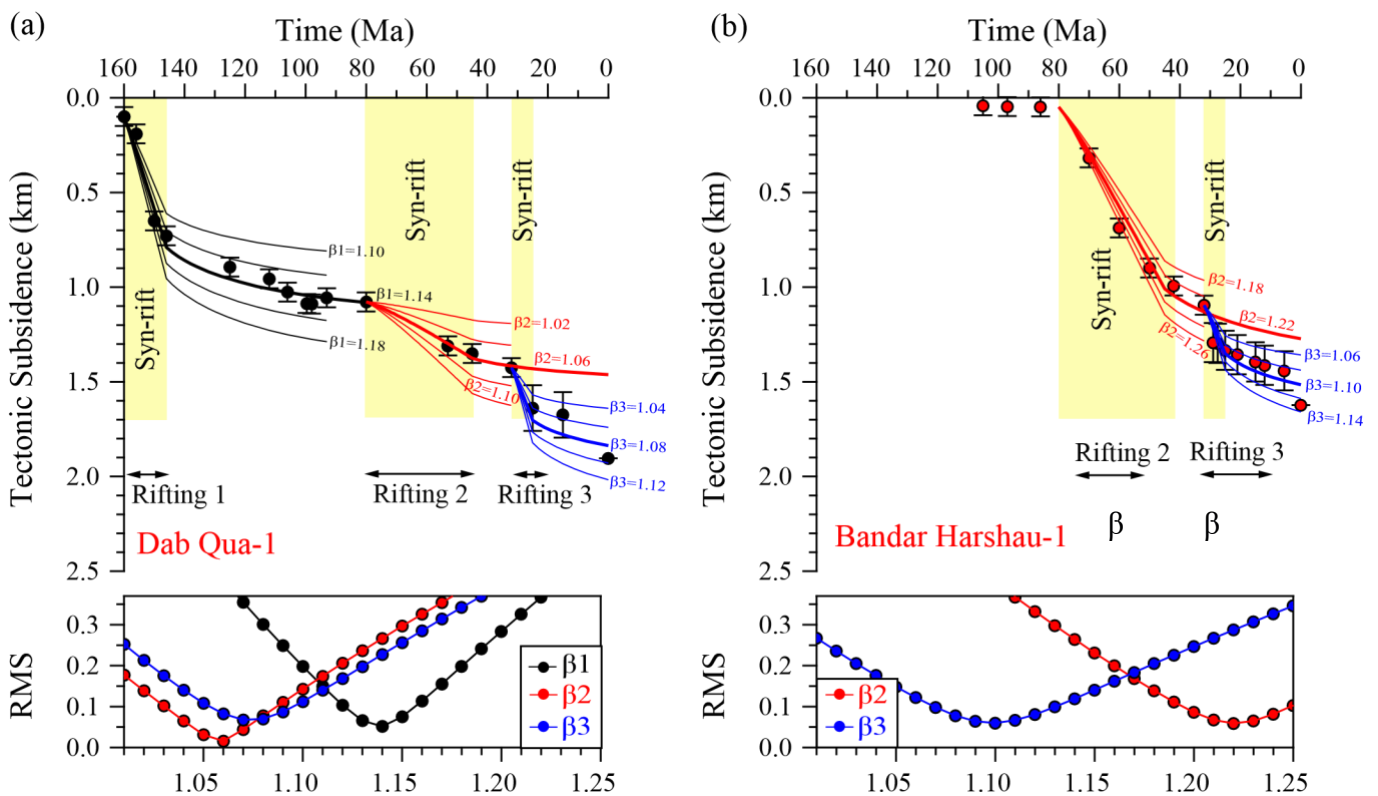 (a)
Time (Ma)
160 140 120 100 80 60 40 20 0
Tectonic Subsidence (km)
0.0
0.5
1.0
1.5
2.0
2.5
Syn-rift
Syn-rift
Syn-rift
β1=1.10
β1=1.14
β1=1.18
β2=1.02
β2=1.06
β2=1.10
β3=1.04
β3=1.08
β3=1.12
Rifting 1
Rifting 2
Rifting 3
Dab Qua-1
RMS
0.3
0.2
0.1
0.0
β1
β2
β3
1.05 1.10 1.15 1.20 1.25
(b)
Time (Ma)
160 140 120 100 80 60 40 20 0
Tectonic Subsidence (km)
0.0
0.5
1.0
1.5
2.0
2.5
Syn-rift
Syn-rift
β2=1.18
β2=1.22
β2=1.26
β3=1.06
β3=1.10
β3=1.14
Rifting 2
Rifting 3
β β
Bandar Harshau-1
RMS
0.3
0.2
0.1
0.0
β2
β3
1.05 1.10 1.15 1.20 1.25